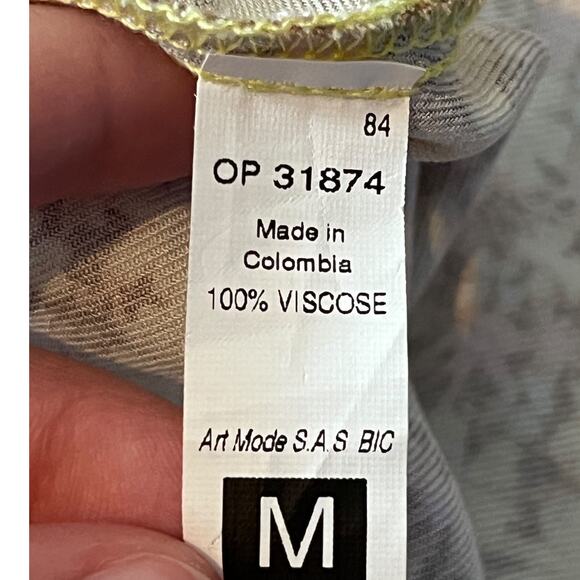 84
OP 31874
Made in
Colombia
100% VISCOSE
Art Mode S.A.S BIC
M